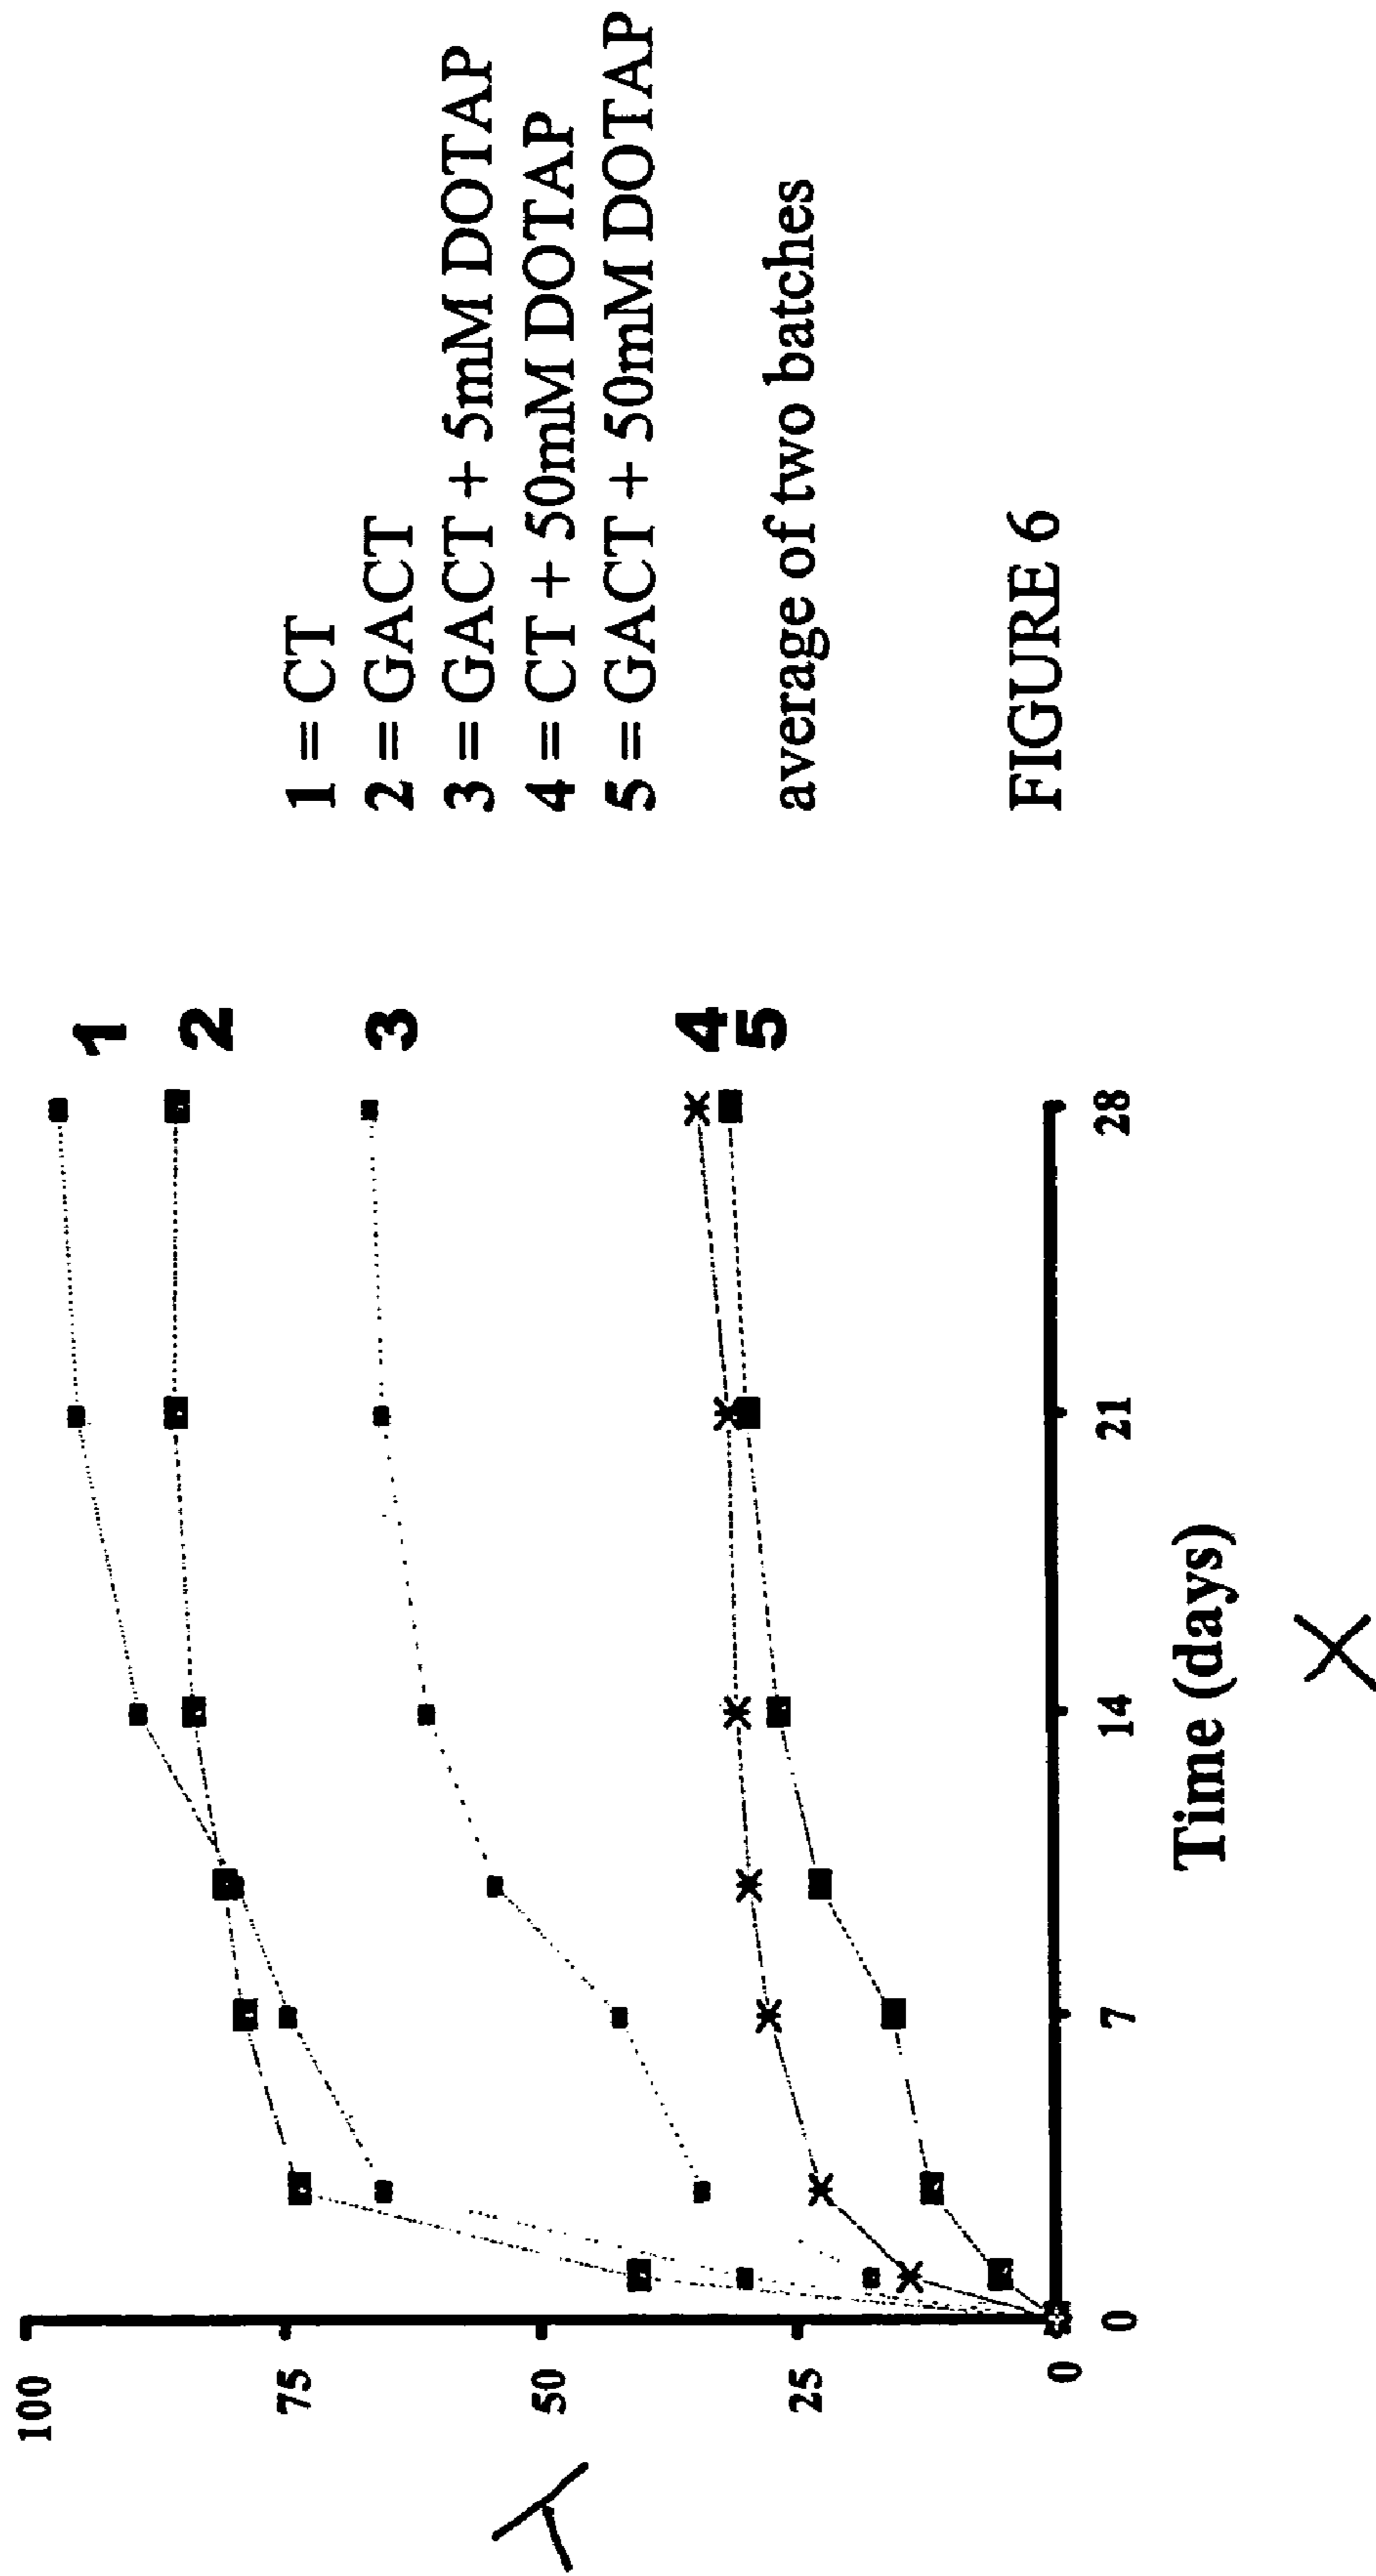 100
75
50
25
0
Y
0
7
14
21
28
Time (days)
X
1
2
3
4
5
1 = CT
2 = GACT
3 = GACT + 5mM DOTAP
4 = CT + 50mM DOTAP
5 = GACT + 50mM DOTAP
average of two batches
FIGURE 6